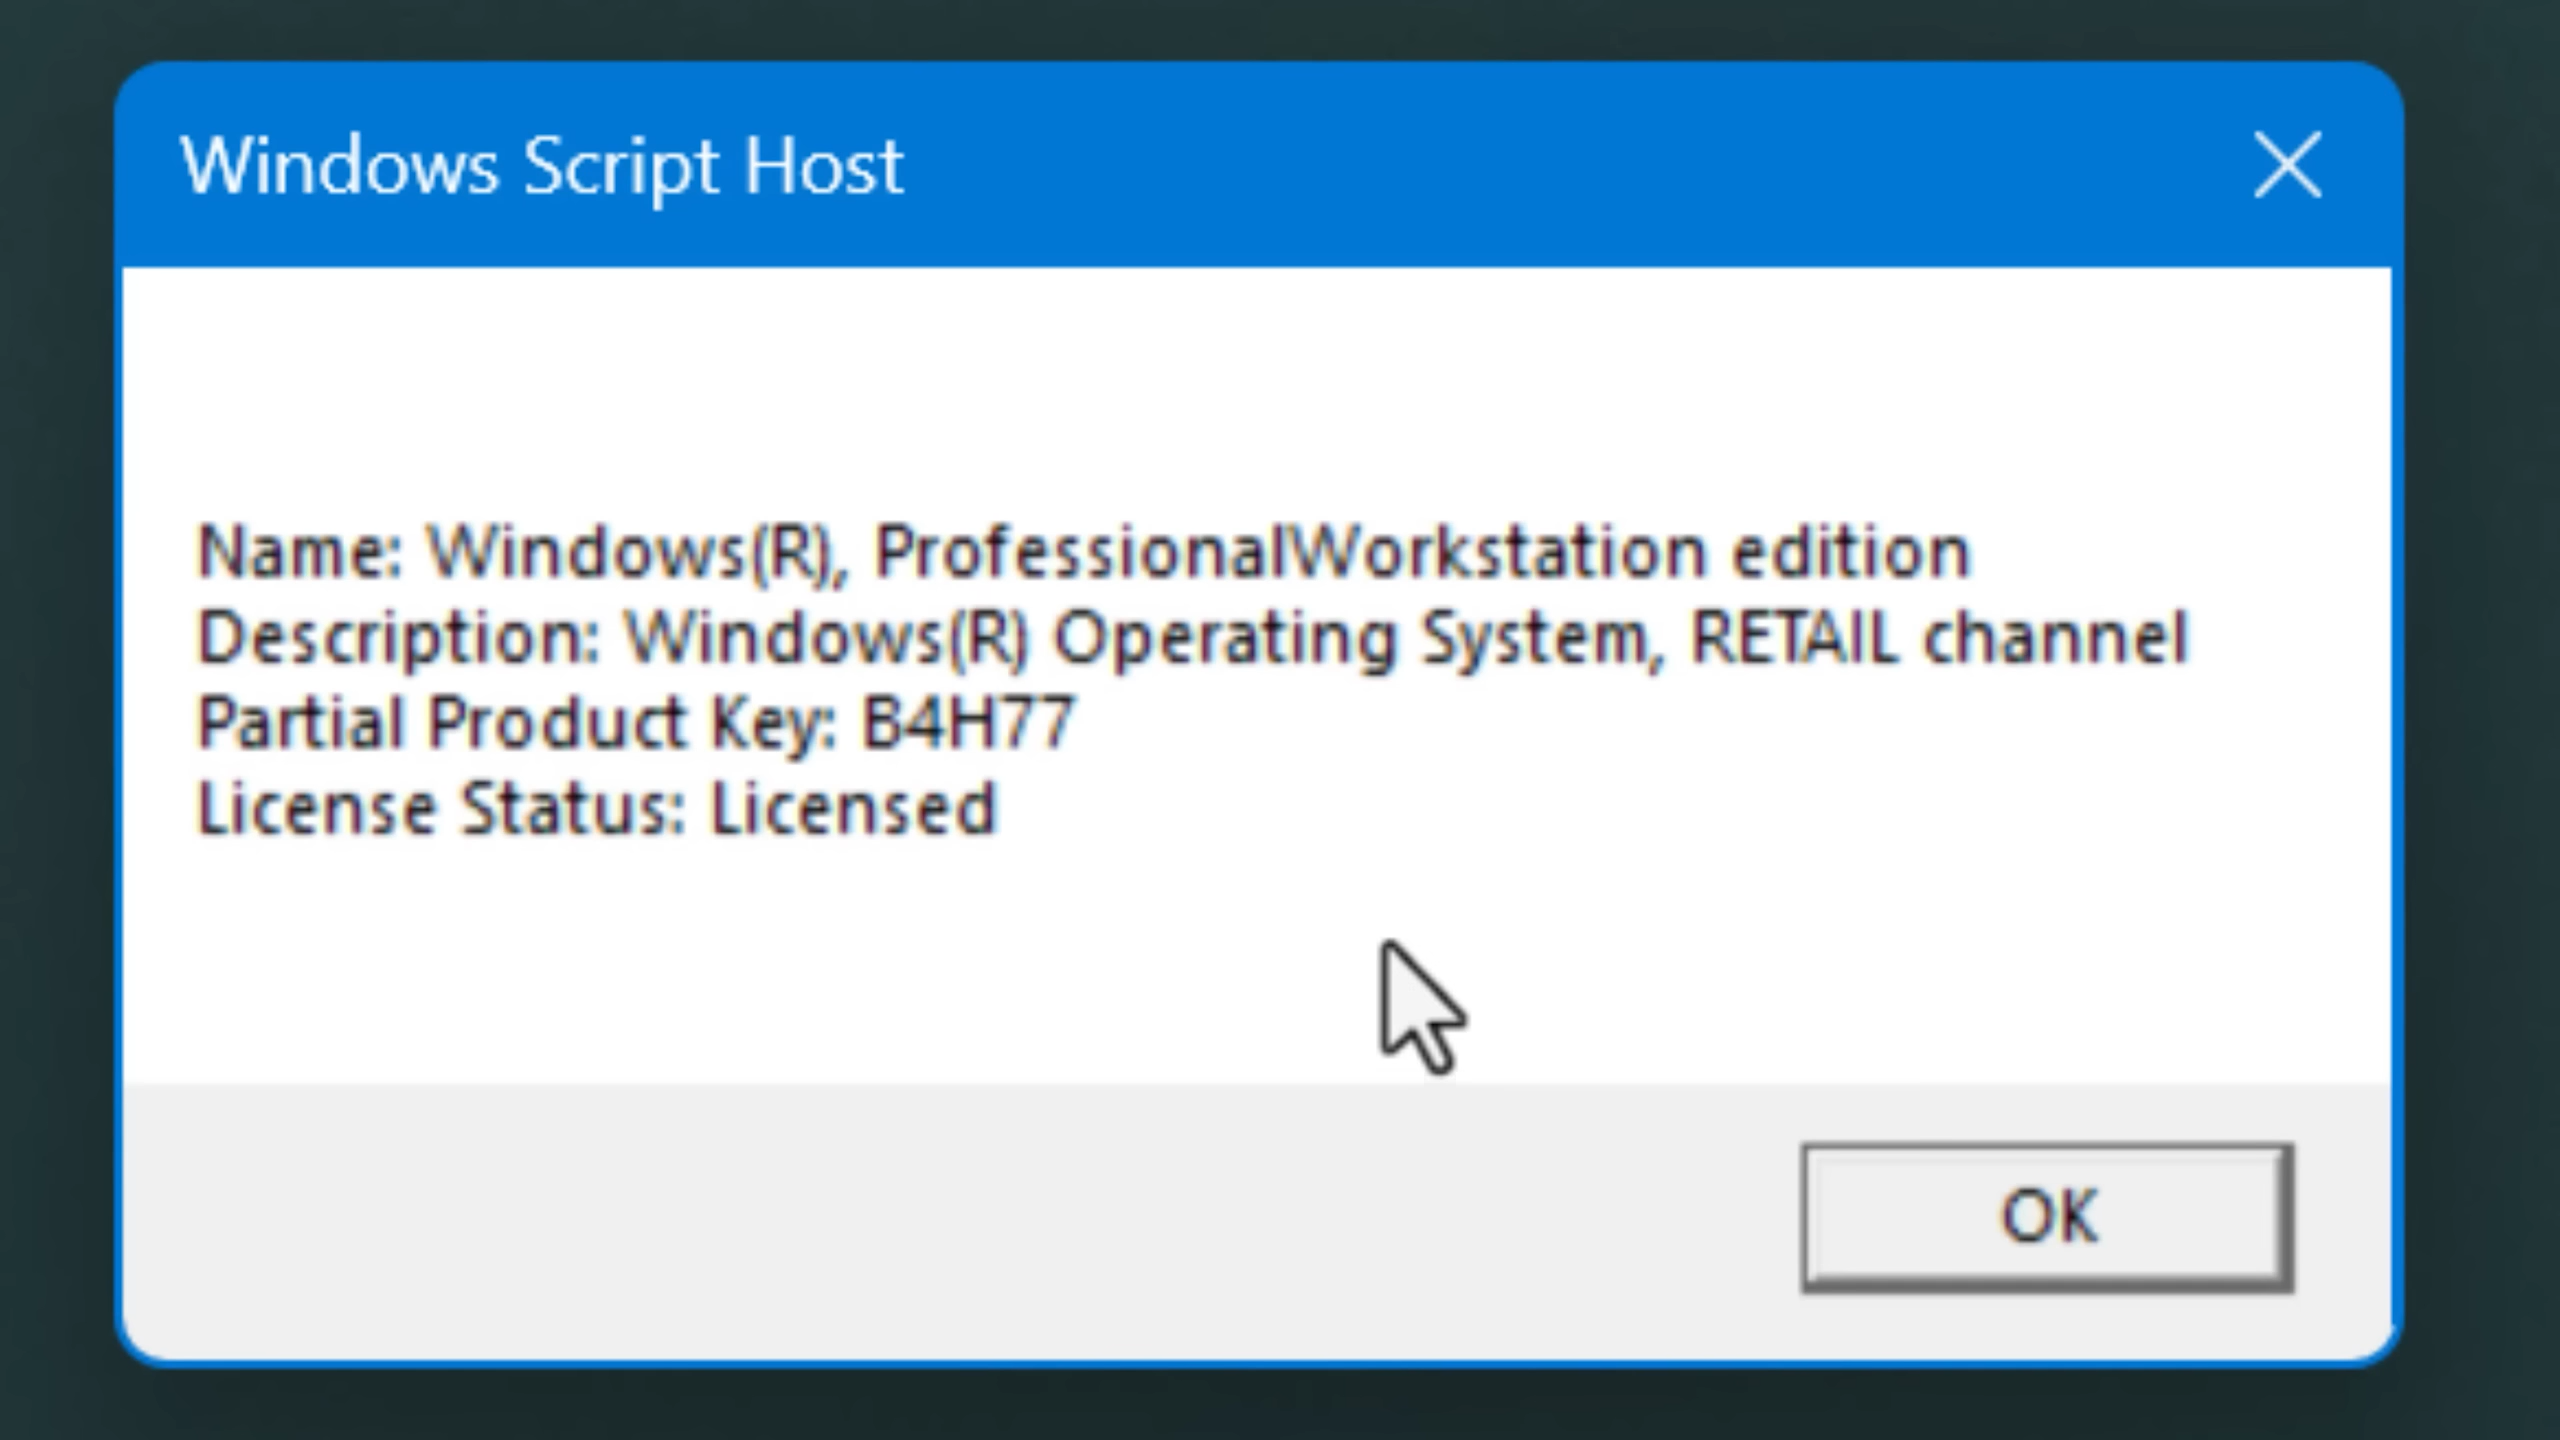 Windows Script Host
Name: Windows(R), ProfessionalWorkstation edition
Description: Windows(R) Operating System, RETAIL channel
Partial Product Key: B4H77
License Status: Licensed
OK